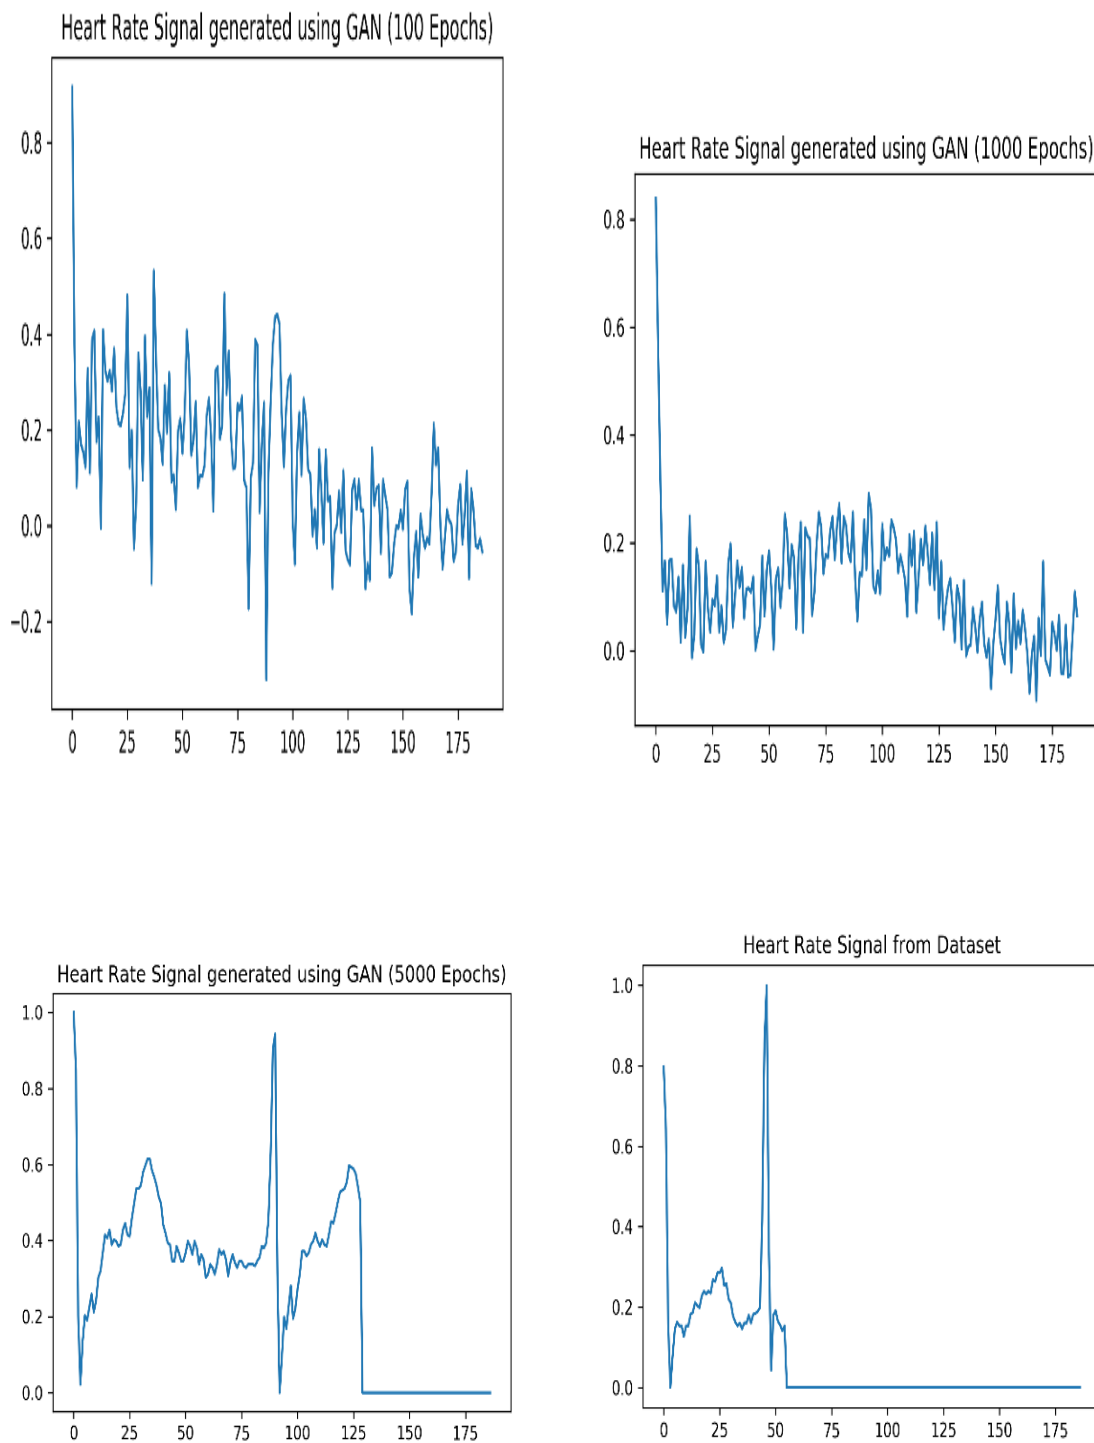 Heart Rate Signal generated using GAN (100 Epochs)
0.8
0.6
0.4
0.2
0.0
−0.2
0 25 50 75 100 125 150 175
Heart Rate Signal generated using GAN (1000 Epochs)
0.8
0.6
0.4
0.2
0.0
0 25 50 75 100 125 150 175
Heart Rate Signal generated using GAN (5000 Epochs)
1.0
0.8
0.6
0.4
0.2
0.0
0 25 50 75 100 125 150 175
Heart Rate Signal from Dataset
1.0
0.8
0.6
0.4
0.2
0.0
0 25 50 75 100 125 150 175